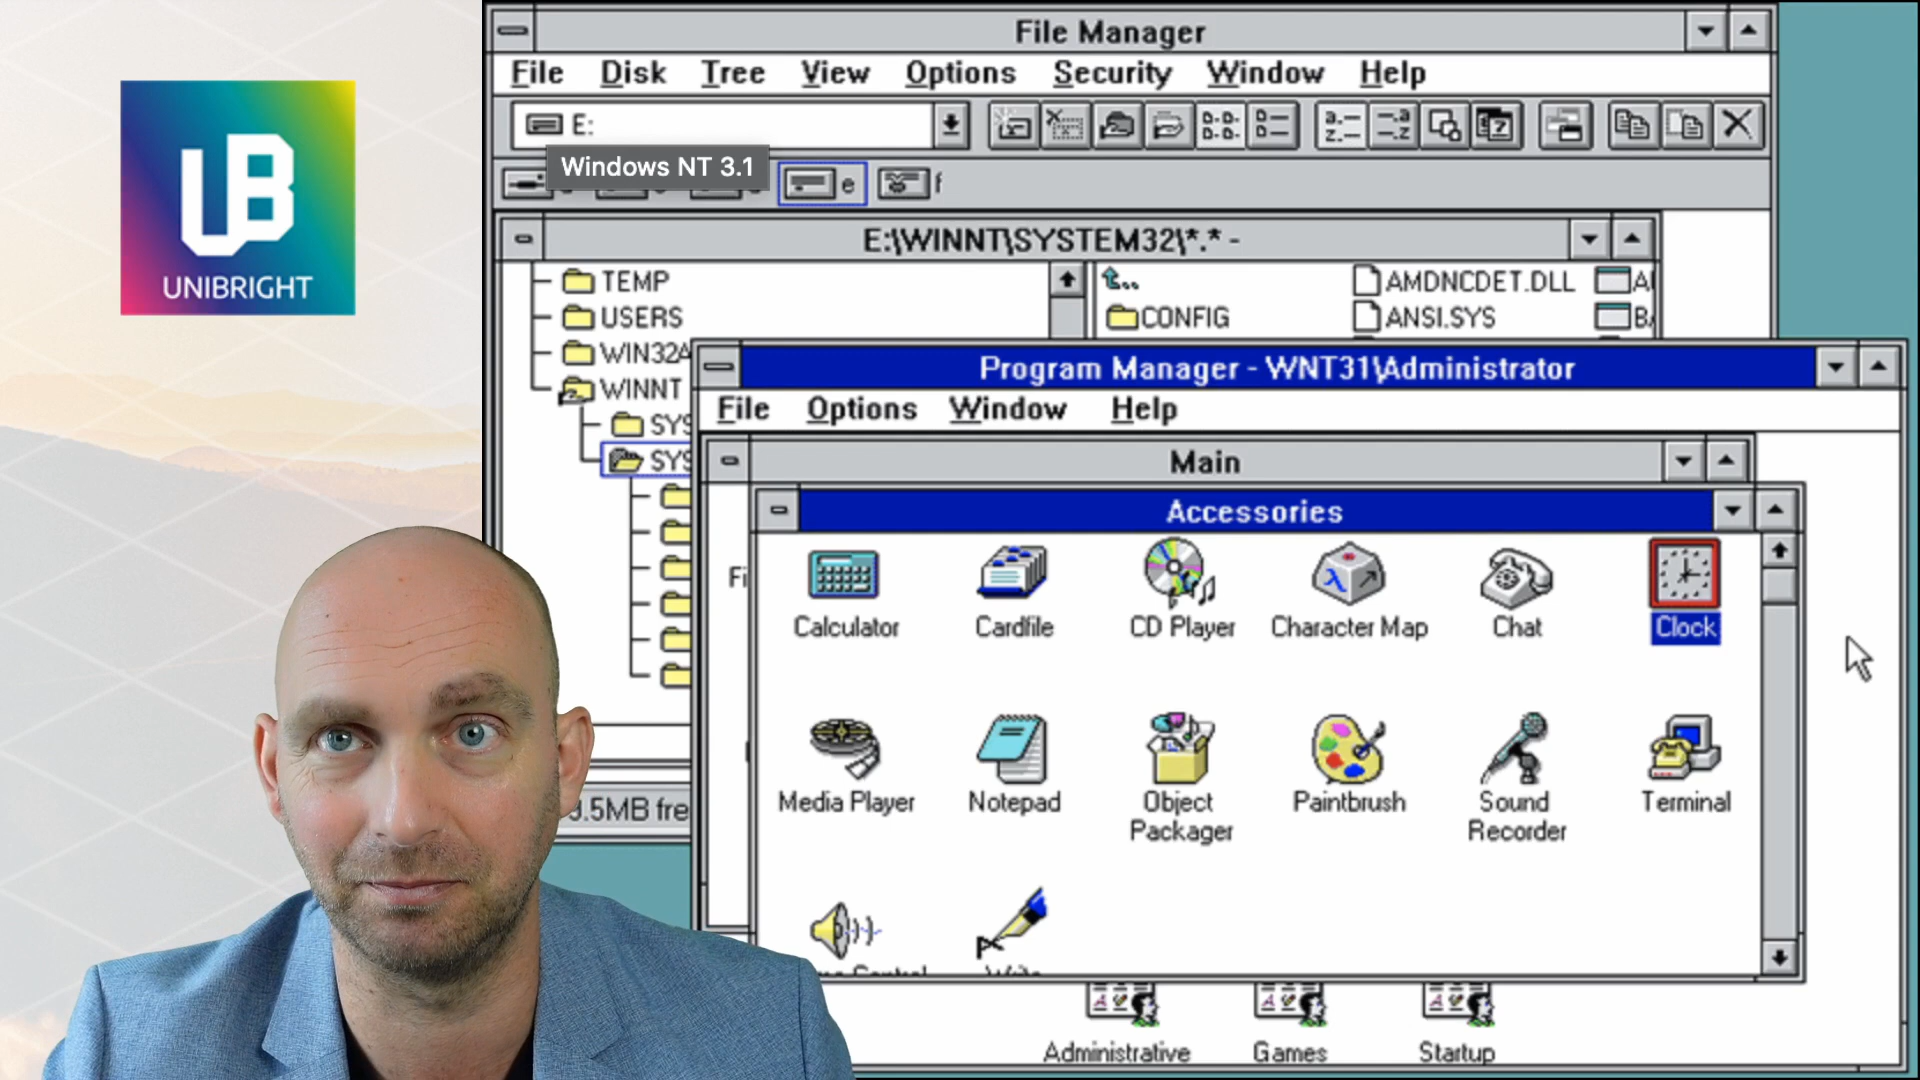 UB
UNIBRIGHT
File Manager
File Disk Tree View Options Security Window Help
E:
Windows NT 3.1
e f
E:\WINNT\SYSTEM32\*.* -
TEMP
USERS
WINNT
CONFIG
AMDNCDET.DLL
ANSI.SYS
Program Manager - WNT31\Administrator
File Options Window Help
Main
Accessories
Calculator
Cardfile
CD Player
Character Map
Chat
Clock
Media Player
Notepad
Object
Packager
Paintbrush
Sound
Recorder
Terminal
Write
Administrative
Games
Startup